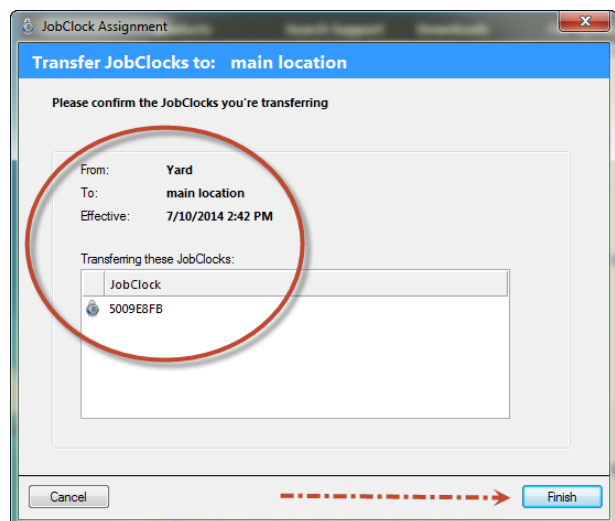 JobClock Assignment
Transfer JobClocks to: main location
Please confirm the JobClocks you're transferring
From: Yard
To: main location
Effective: 7/10/2014 2:42 PM
Transferring these JobClocks:
JobClock
5009E8FB
Cancel Finish